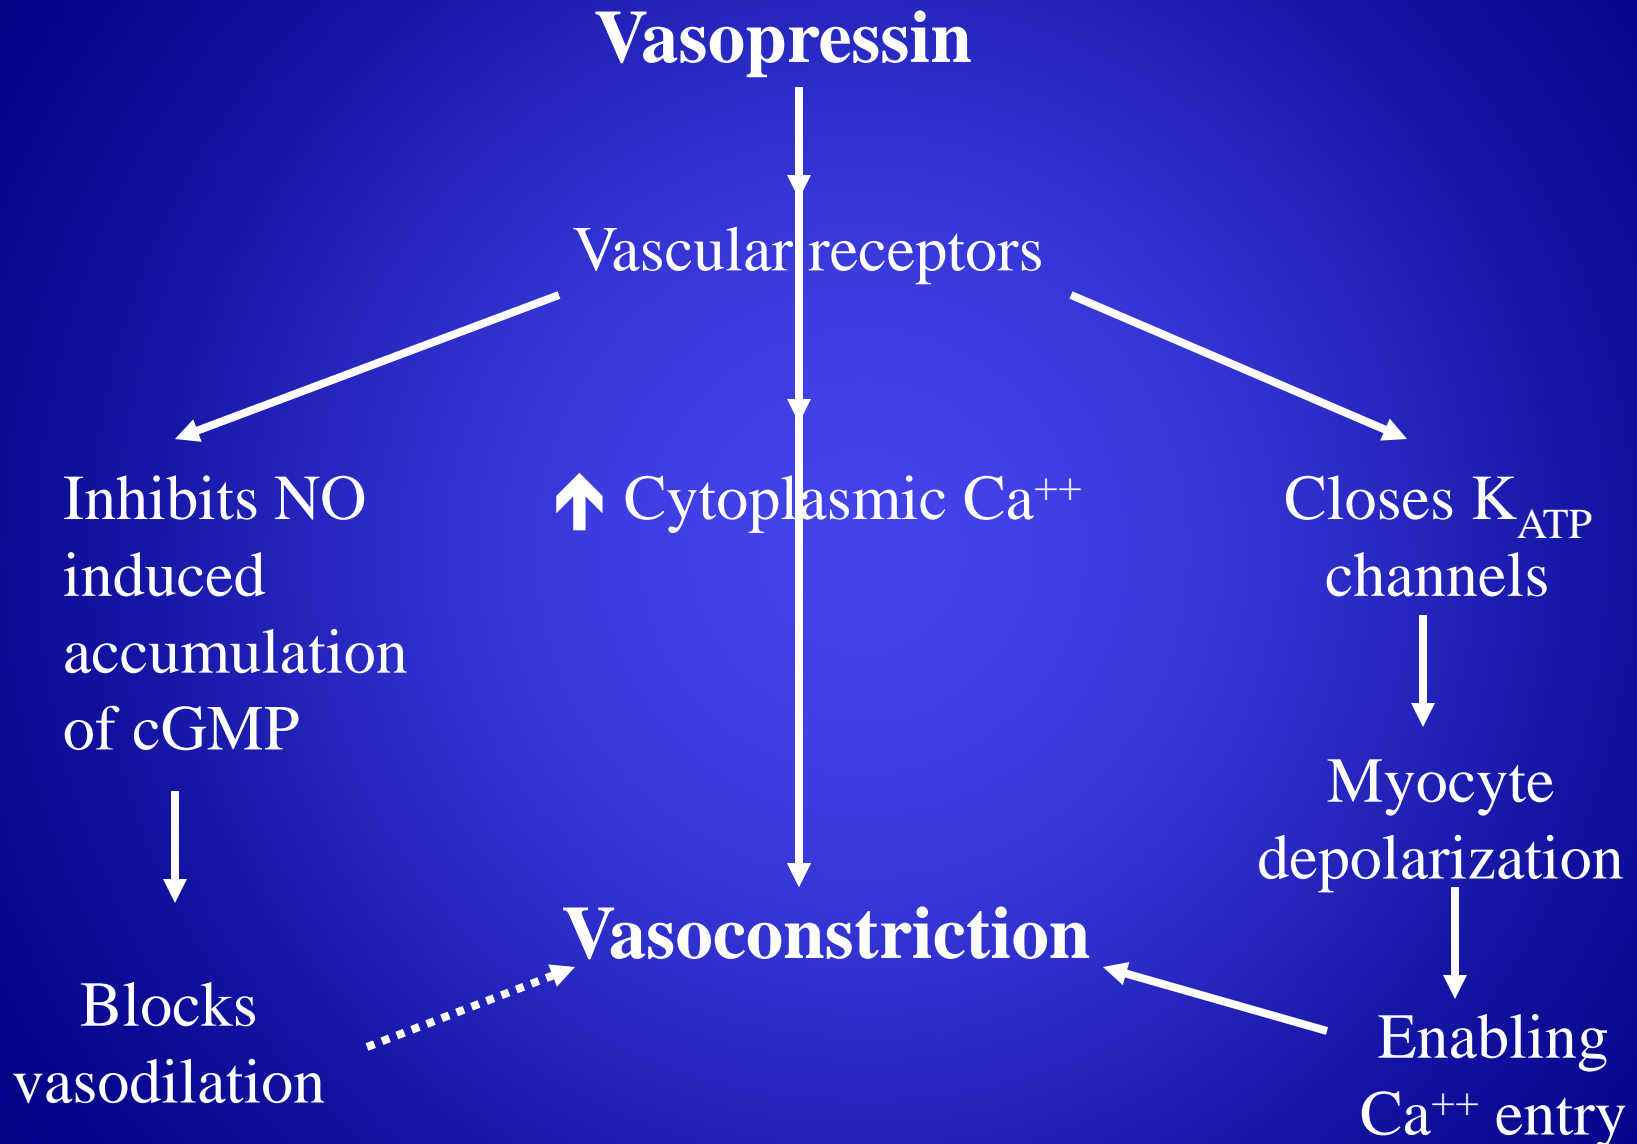 Vasopressin
Vascular receptors
Inhibits NO
induced
accumulation
of cGMP
Blocks
vasodilation
⬆ Cytoplasmic Ca⁺⁺
Vasoconstriction
Closes K_ATP
channels
Myocyte
depolarization
Enabling
Ca⁺⁺ entry